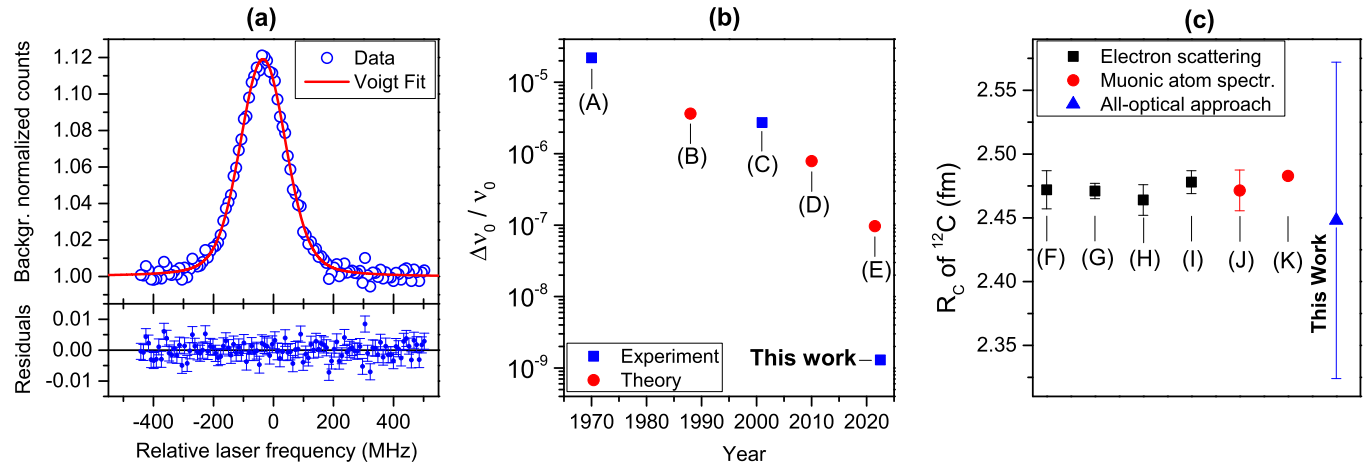 (a)
Backgr. normalized counts
1.12
1.10
1.08
1.06
1.04
1.02
1.00
Data
Voigt Fit
Residuals
0.01
0.00
-0.01
-400
-200
0
200
400
Relative laser frequency (MHz)
(b)
Δν₀ / ν₀
10⁻⁵
10⁻⁶
10⁻⁷
10⁻⁸
10⁻⁹
(A)
(B)
(C)
(D)
(E)
This work
Experiment
Theory
1970
1980
1990
2000
2010
2020
Year
(c)
R_C of ¹²C (fm)
2.55
2.50
2.45
2.40
2.35
Electron scattering
Muonic atom spectr.
All-optical approach
(F)
(G)
(H)
(I)
(J)
(K)
This Work